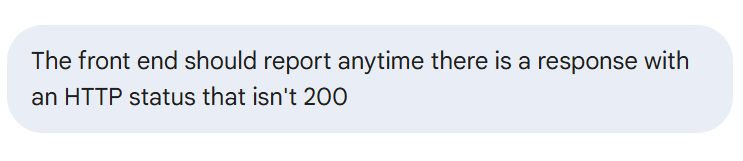 The front end should report anytime there is a response with
an HTTP status that isn't 200